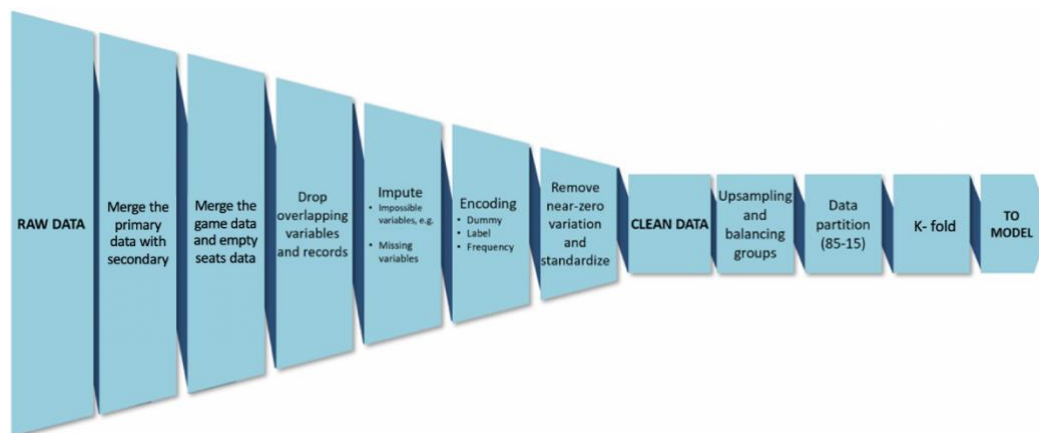 RAW DATA
Merge the
primary
data with
secondary
Merge the
game data
and empty
seats data
Drop
overlapping
variables
and records
Impute
• Impossible
variables, e.g.
• Missing
variables
Encoding
• Dummy
• Label
• Frequency
Remove
near-zero
variation
and
standardize
CLEAN DATA
Upsampling
and
balancing
groups
Data
partition
(85-15)
K- fold
TO
MODEL